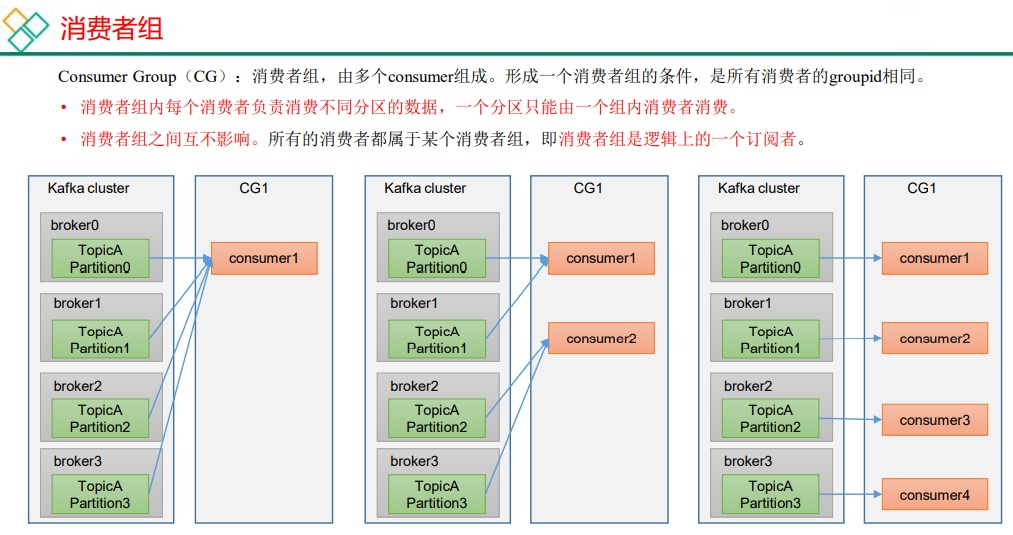 消费者组
Consumer Group（CG）：消费者组，由多个consumer组成。形成一个消费者组的条件，是所有消费者的groupid相同。
• 消费者组内每个消费者负责消费不同分区的数据，一个分区只能由一个组内消费者消费。
• 消费者组之间互不影响。所有的消费者都属于某个消费者组，即消费者组是逻辑上的一个订阅者。
Kafka cluster
broker0
TopicA
Partition0
broker1
TopicA
Partition1
broker2
TopicA
Partition2
broker3
TopicA
Partition3
CG1
consumer1
Kafka cluster
broker0
TopicA
Partition0
broker1
TopicA
Partition1
broker2
TopicA
Partition2
broker3
TopicA
Partition3
CG1
consumer1
consumer2
Kafka cluster
broker0
TopicA
Partition0
broker1
TopicA
Partition1
broker2
TopicA
Partition2
broker3
TopicA
Partition3
CG1
consumer1
consumer2
consumer3
consumer4